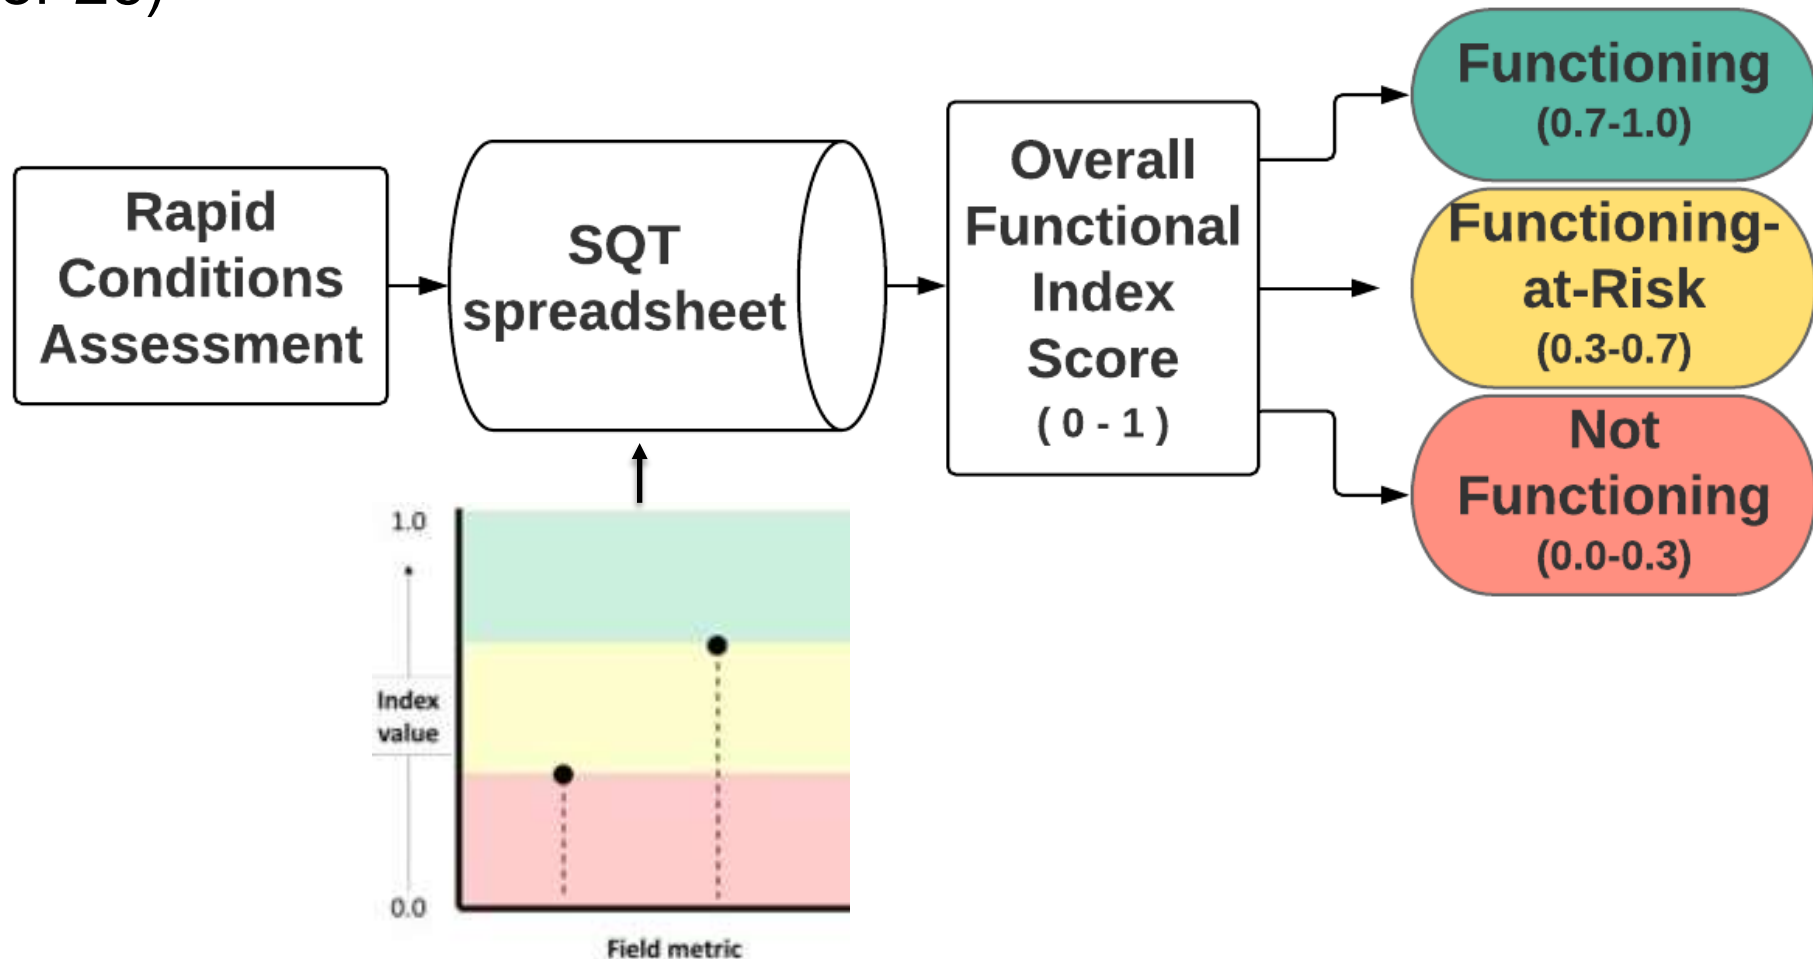 Rapid
Conditions
Assessment
SQT
spreadsheet
Overall
Functional
Index
Score
( 0 - 1 )
Functioning
(0.7-1.0)
Functioning-
at-Risk
(0.3-0.7)
Not
Functioning
(0.0-0.3)
1.0
Index
value
0.0
Field metric